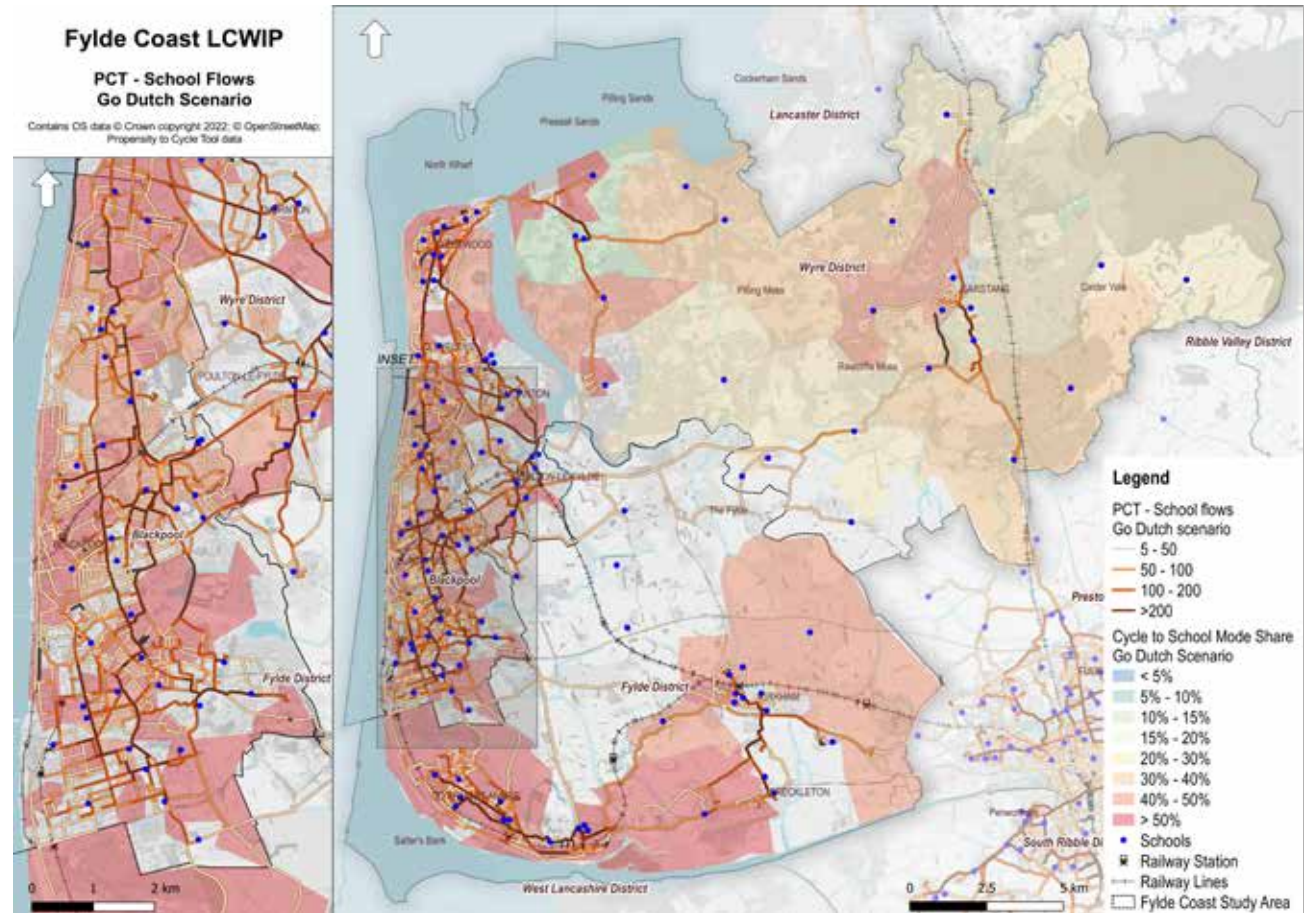 Fylde Coast LCWIP
PCT - School Flows
Go Dutch Scenario
Contains OS data © Crown copyright 2022; © OpenStreetMap;
Propensity to Cycle Tool data
Wyre District
POULTON-LE-FYLDE
Blackpool
Fylde District
0 1 2 km
Cockerham Sands
Pilling Sands
Lancaster District
Preesall Sands
North Wharf
Wyre District
Pilling Moss
GARSTANG
Calder Vale
Ribble Valley District
INSET
Rawcliffe Moss
The Fylde
Blackpool
Fylde District
Salter's Bank
West Lancashire District
South Ribble Di
0 2.5 5 km
Legend
PCT - School flows
Go Dutch scenario
5 - 50
50 - 100
100 - 200
>200
Cycle to School Mode Share
Go Dutch Scenario
< 5%
5% - 10%
10% - 15%
15% - 20%
20% - 30%
30% - 40%
40% - 50%
> 50%
Schools
Railway Station
Railway Lines
Fylde Coast Study Area